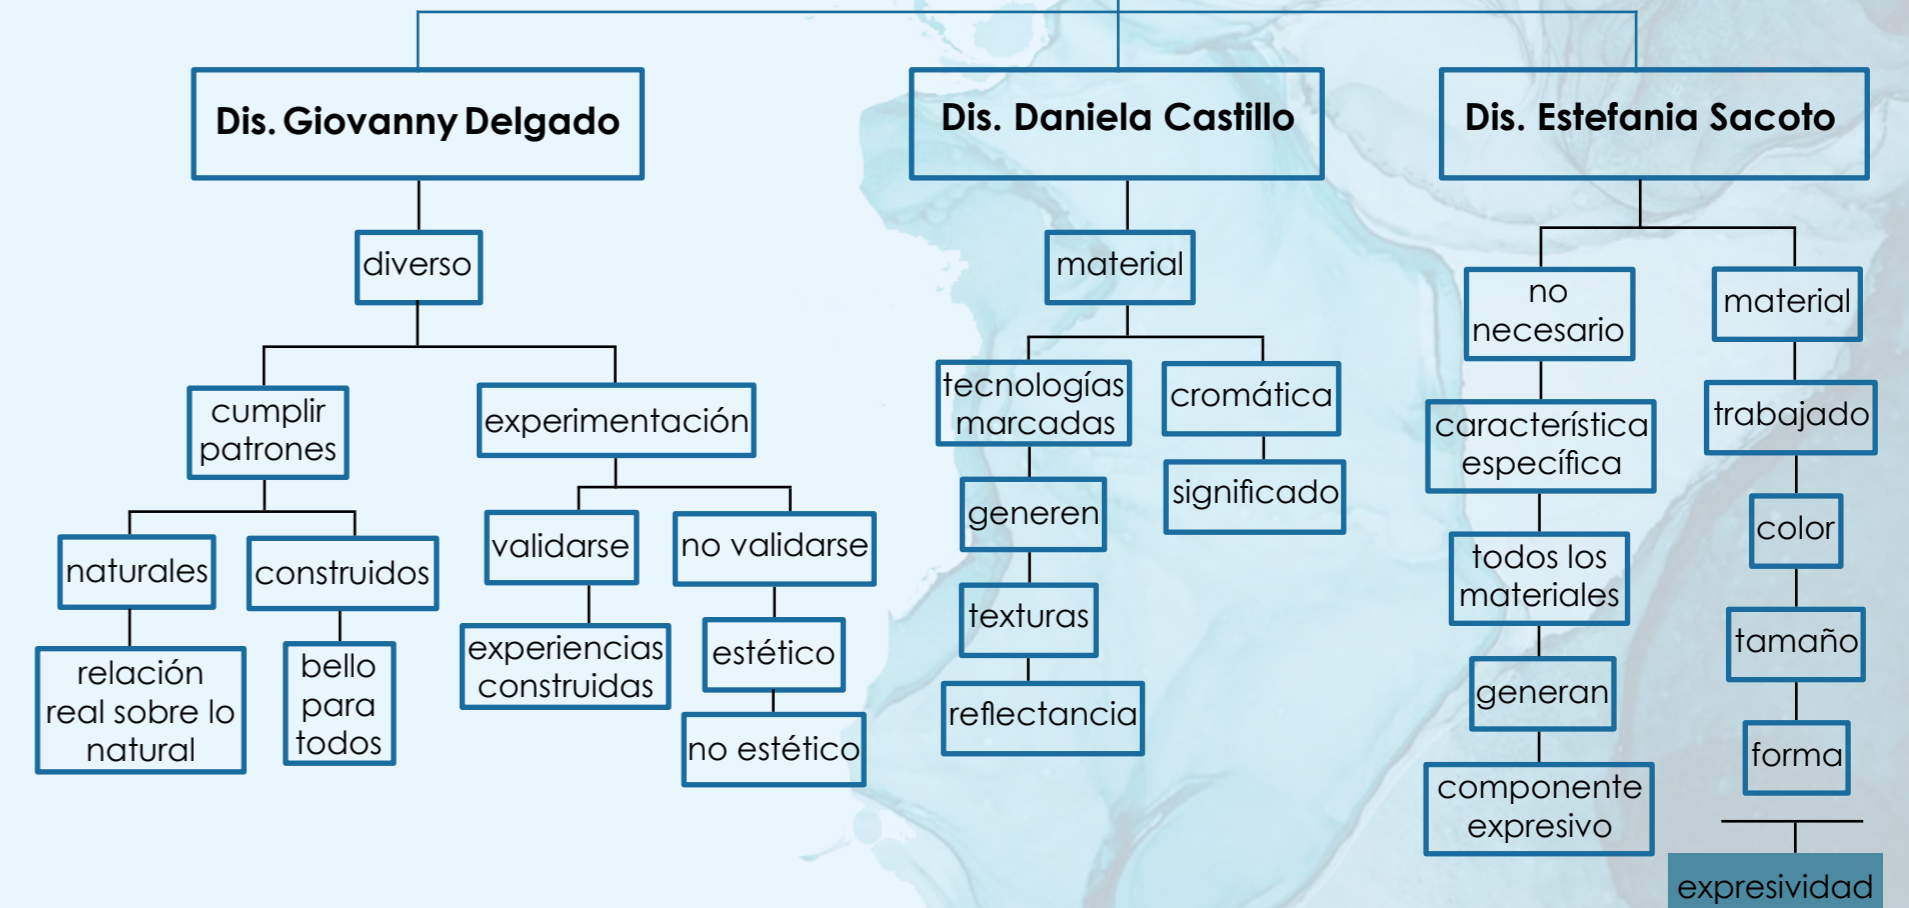 Dis. Giovanny Delgado
diverso
cumplir
patrones
naturales
relación
real sobre lo
natural
construidos
bello
para
todos
experimentación
validarse
experiencias
construidas
no validarse
estético
no estético
Dis. Daniela Castillo
material
tecnologías
marcadas
generen
texturas
reflectancia
cromática
significado
Dis. Estefania Sacoto
no
necesario
característica
específica
todos los
materiales
generan
componente
expresivo
material
trabajado
color
tamaño
forma
expresividad